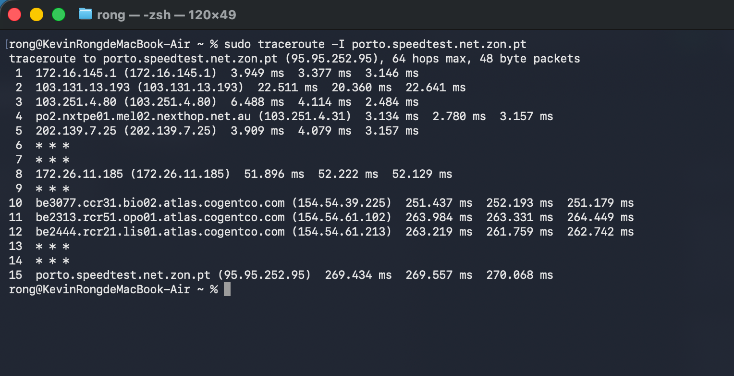 rong — -zsh — 120×49
[rong@KevinRongdeMacBook-Air ~ % sudo traceroute -I porto.speedtest.net.zon.pt
traceroute to porto.speedtest.net.zon.pt (95.95.252.95), 64 hops max, 48 byte packets
1 172.16.145.1 (172.16.145.1) 3.949 ms 3.377 ms 3.146 ms
2 103.131.13.193 (103.131.13.193) 22.511 ms 20.360 ms 22.641 ms
3 103.251.4.80 (103.251.4.80) 6.488 ms 4.114 ms 2.484 ms
4 po2.nxtpe01.mel02.nexthop.net.au (103.251.4.31) 3.134 ms 2.780 ms 3.157 ms
5 202.139.7.25 (202.139.7.25) 3.909 ms 4.079 ms 3.157 ms
6 * * *
7 * * *
8 172.26.11.185 (172.26.11.185) 51.896 ms 52.222 ms 52.129 ms
9 * * *
10 be3077.ccr31.bio02.atlas.cogentco.com (154.54.39.225) 251.437 ms 252.193 ms 251.179 ms
11 be2313.rcr51.opo01.atlas.cogentco.com (154.54.61.102) 263.984 ms 263.331 ms 264.449 ms
12 be2444.rcr21.lis01.atlas.cogentco.com (154.54.61.213) 263.219 ms 261.759 ms 262.742 ms
13 * * *
14 * * *
15 porto.speedtest.net.zon.pt (95.95.252.95) 269.434 ms 269.557 ms 270.068 ms
rong@KevinRongdeMacBook-Air ~ %